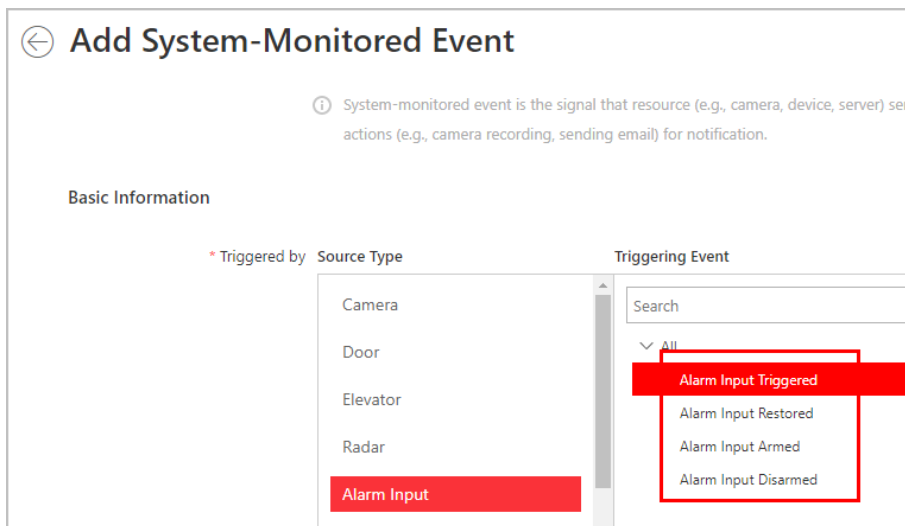 Add System-Monitored Event
System-monitored event is the signal that resource (e.g., camera, device, server)
actions (e.g., camera recording, sending email) for notification.
Basic Information
* Triggered by Source Type Triggering Event
Camera
Door
Elevator
Radar
Alarm Input
Search
All
Alarm Input Triggered
Alarm Input Restored
Alarm Input Armed
Alarm Input Disarmed